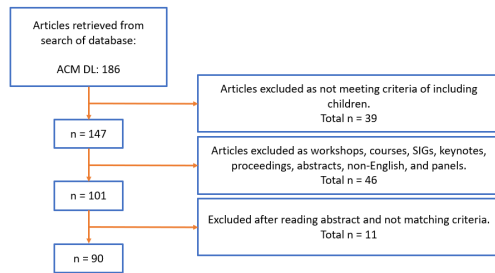 Articles retrieved from
search of database:
ACM DL: 186
Articles excluded as not meeting criteria of including
children.
Total n = 39
n = 147
Articles excluded as workshops, courses, SIGs, keynotes,
proceedings, abstracts, non-English, and panels.
Total n = 46
n = 101
Excluded after reading abstract and not matching criteria.
Total n = 11
n = 90